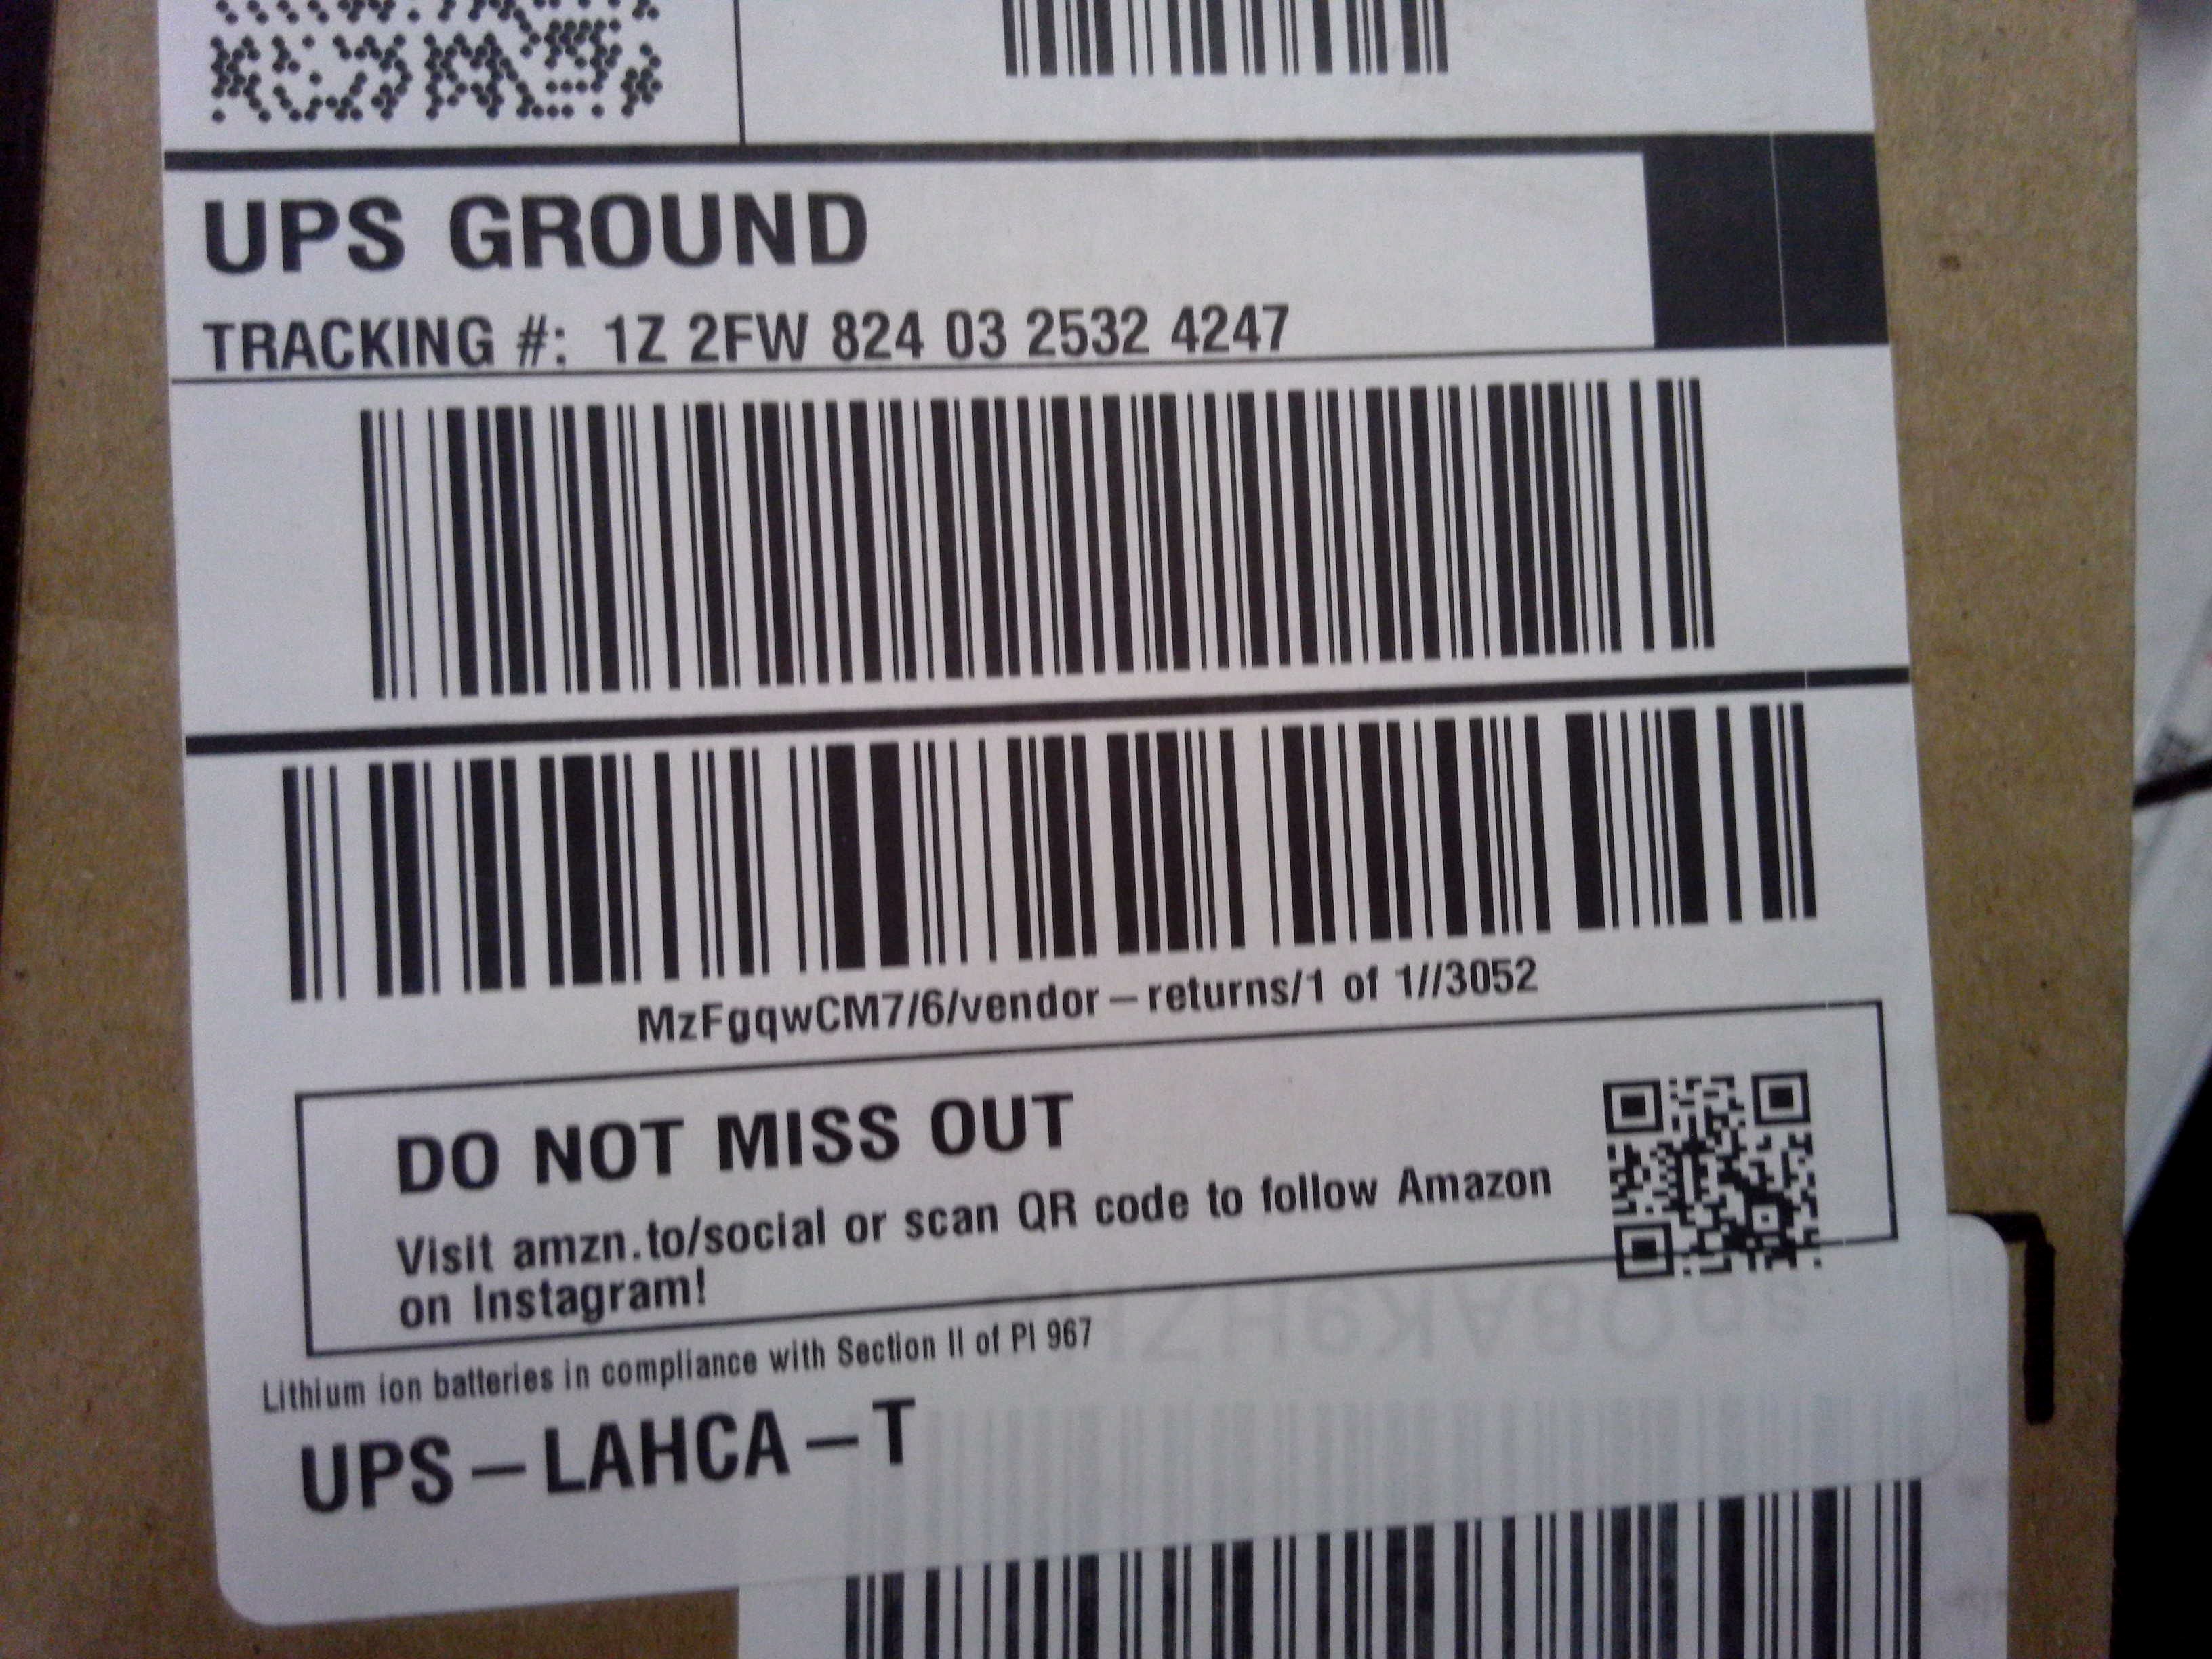 UPS GROUND
TRACKING #: 1Z 2FW 824 03 2532 4247
MzFgqwCM7/6/vendor-returns/1 of 1//3052
DO NOT MISS OUT
Visit amzn.to/social or scan QR code to follow Amazon
on Instagram!
Lithium ion batteries in compliance with Section II of PI 967
UPS-LAHCA-T